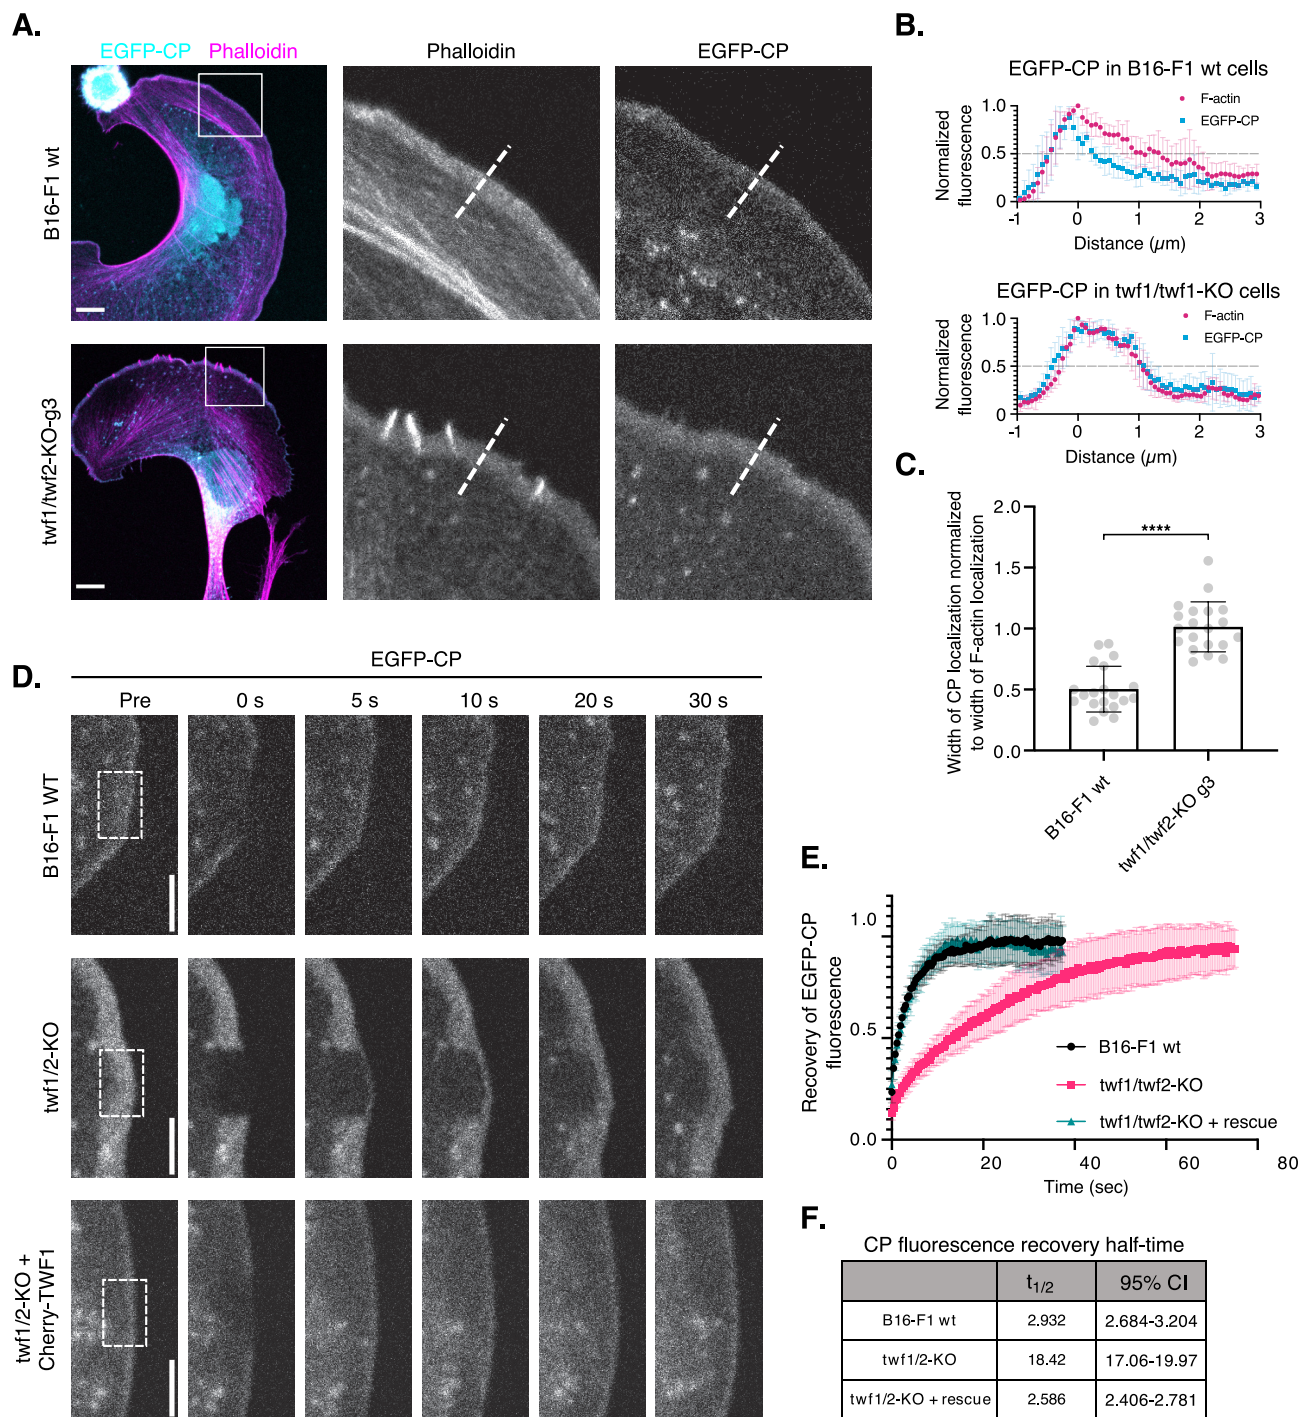 A.
EGFP-CP Phalloidin
Phalloidin
EGFP-CP
B16-F1 wt
twf1/twf2-KO-g3
B.
EGFP-CP in B16-F1 wt cells
Normalized
fluorescence
1.0
0.5
0
-1 0 1 2 3
Distance (µm)
F-actin
EGFP-CP
EGFP-CP in twf1/twf1-KO cells
Normalized
fluorescence
1.0
0.5
0
-1 0 1 2 3
Distance (µm)
F-actin
EGFP-CP
C.
Width of CP localization normalized
to width of F-actin localization
2.0
1.5
1.0
0.5
0.0
****
B16-F1 wt
twf1/twf2-KO g3
D.
EGFP-CP
Pre 0 s 5 s 10 s 20 s 30 s
B16-F1 WT
twf1/2-KO
twf1/2-KO +
Cherry-TWF1
E.
Recovery of EGFP-CP
fluorescence
1.0
0.5
0.0
0 20 40 60 80
Time (sec)
B16-F1 wt
twf1/twf2-KO
twf1/twf2-KO + rescue
F.
CP fluorescence recovery half-time
t1/2 95% CI
B16-F1 wt 2.932 2.684-3.204
twf1/2-KO 18.42 17.06-19.97
twf1/2-KO + rescue 2.586 2.406-2.781